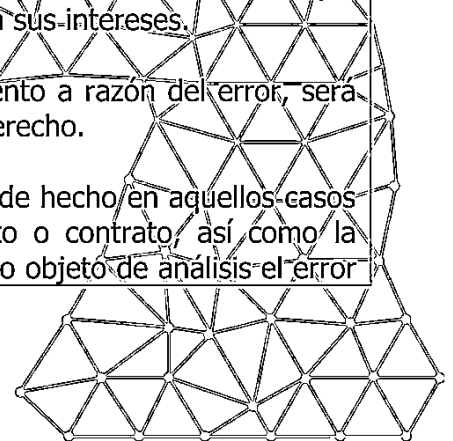 sus intereses.
ento a razón del error, será
erecho.
de hecho en aquellos casos
to o contrato, así como la
o objeto de análisis el error